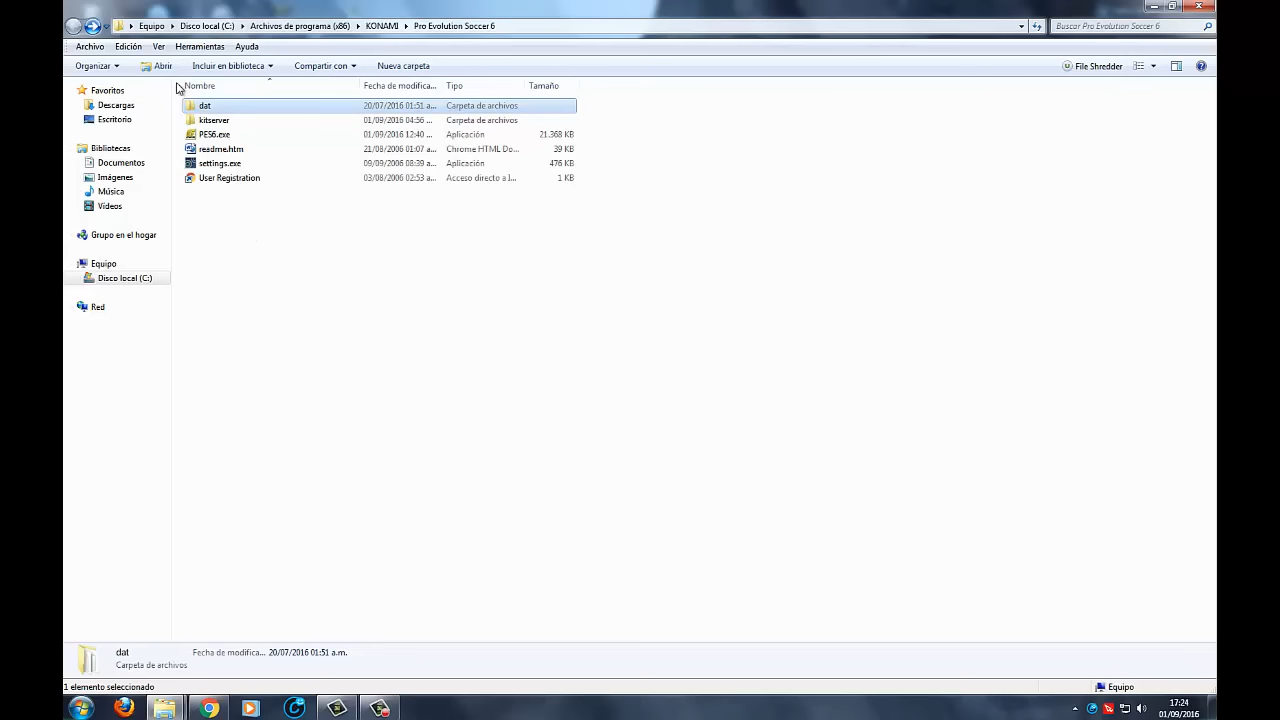 Equipo ▸ Disco local (C:) ▸ Archivos de programa (x86) ▸ KONAMI ▸ Pro Evolution Soccer 6
Buscar Pro Evolution Soccer 6
Archivo Edición Ver Herramientas Ayuda
Organizar Abrir Incluir en biblioteca Compartir con Nueva carpeta File Shredder
Nombre Fecha de modifica... Tipo Tamaño
dat 20/07/2016 01:51 a... Carpeta de archivos
kitserver 01/09/2016 04:56 ... Carpeta de archivos
PES6.exe 01/09/2016 12:40 ... Aplicación 21.368 KB
readme.htm 21/08/2006 01:07 a... Chrome HTML Do... 39 KB
settings.exe 09/09/2006 08:39 a... Aplicación 476 KB
User Registration 03/08/2006 02:53 a... Acceso directo a I... 1 KB
Favoritos
Descargas
Escritorio
Bibliotecas
Documentos
Imágenes
Música
Vídeos
Grupo en el hogar
Equipo
Disco local (C:)
Red
dat Fecha de modifica... 20/07/2016 01:51 a.m.
Carpeta de archivos
1 elemento seleccionado Equipo
17:24
01/09/2016